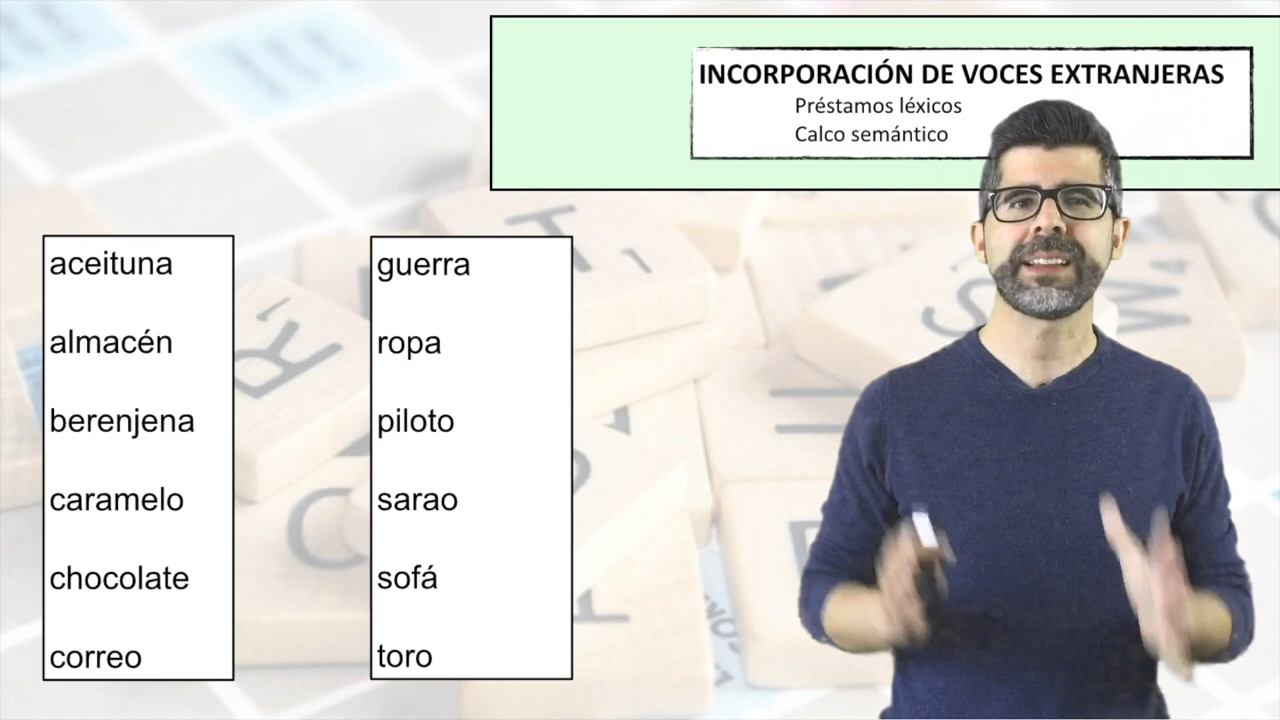 INCORPORACIÓN DE VOCES EXTRANJERAS
Préstamos léxicos
Calco semántico
aceituna
almacén
berenjena
caramelo
chocolate
correo
guerra
ropa
piloto
sarao
sofá
toro